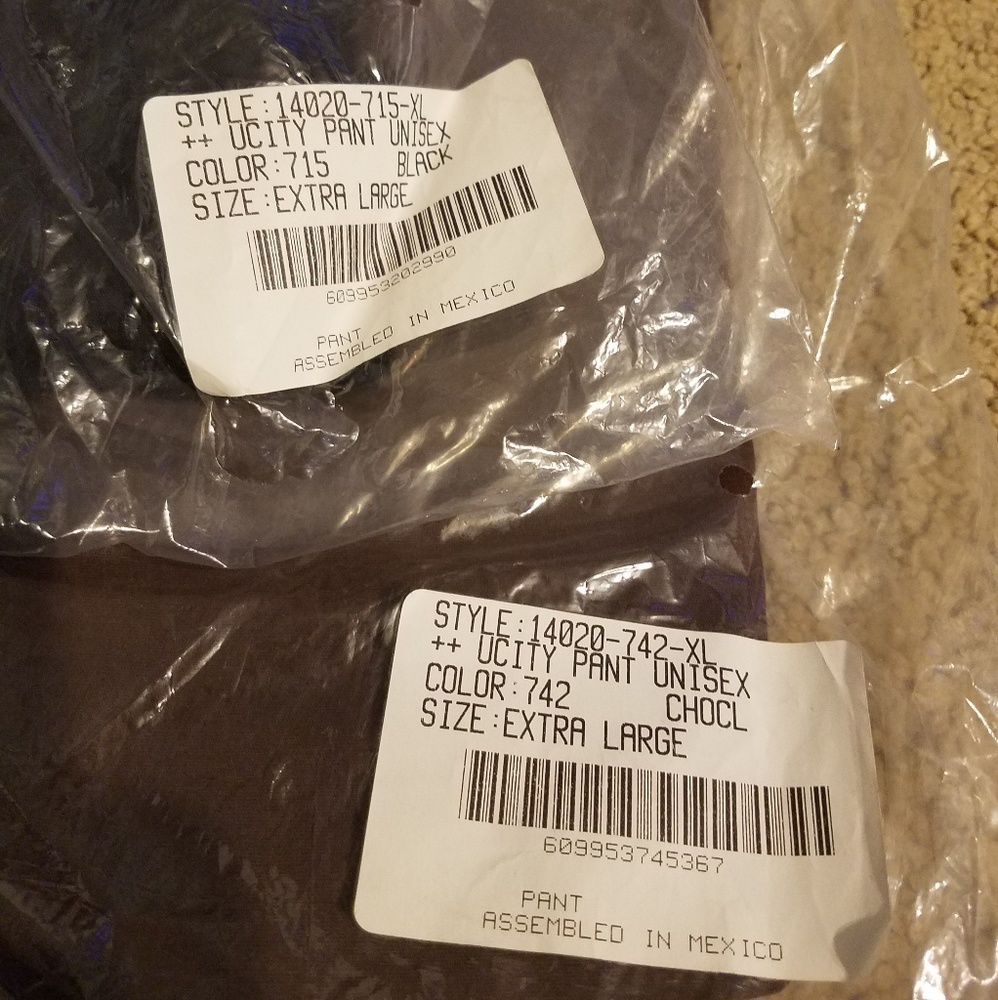 STYLE:14020-715-XL
++ UCITY PANT UNISEX
COLOR:715 BLACK
SIZE:EXTRA LARGE
609953202990
PANT
ASSEMBLED IN MEXICO
STYLE:14020-742-XL
++ UCITY PANT UNISEX
COLOR:742 CHOCL
SIZE:EXTRA LARGE
609953745367
PANT
ASSEMBLED IN MEXICO